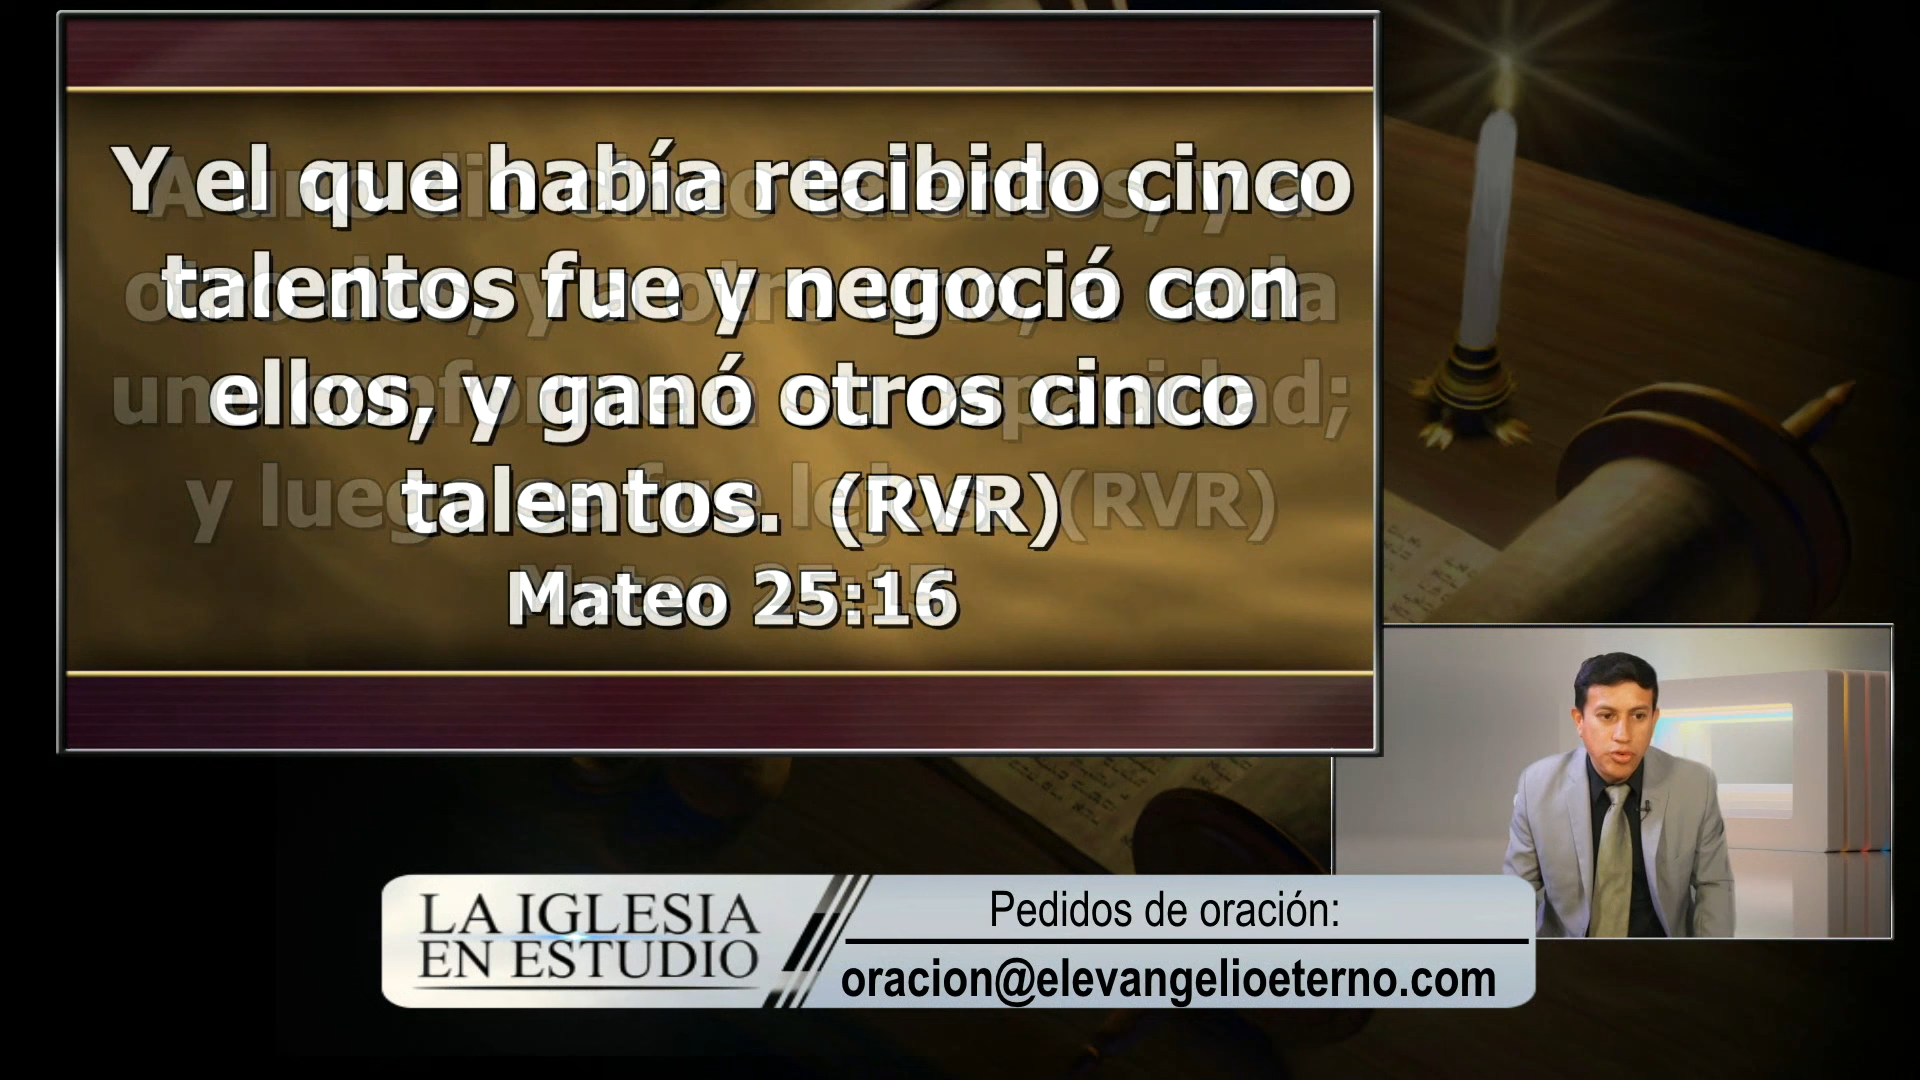 Y el que había recibido cinco
talentos fue y negoció con
ellos, y ganó otros cinco
talentos. (RVR)
Mateo 25:16
LA IGLESIA
EN ESTUDIO
Pedidos de oración:
oracion@elevangelioeterno.com